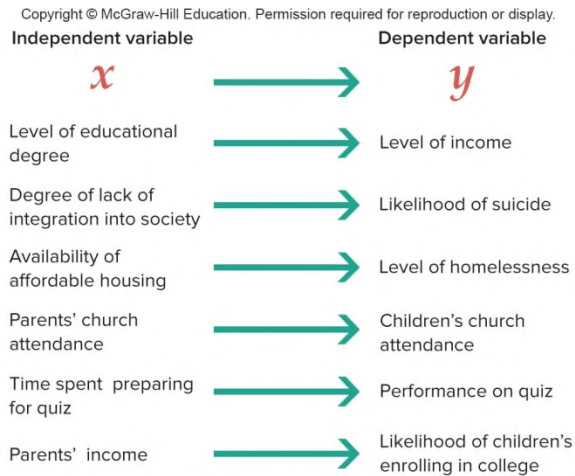 Copyright © McGraw-Hill Education. Permission required for reproduction or display.
Independent variable
Dependent variable
x
y
Level of educational
degree
Level of income
Degree of lack of
integration into society
Likelihood of suicide
Availability of
affordable housing
Level of homelessness
Parents' church
attendance
Children's church
attendance
Time spent preparing
for quiz
Performance on quiz
Parents' income
Likelihood of children's
enrolling in college